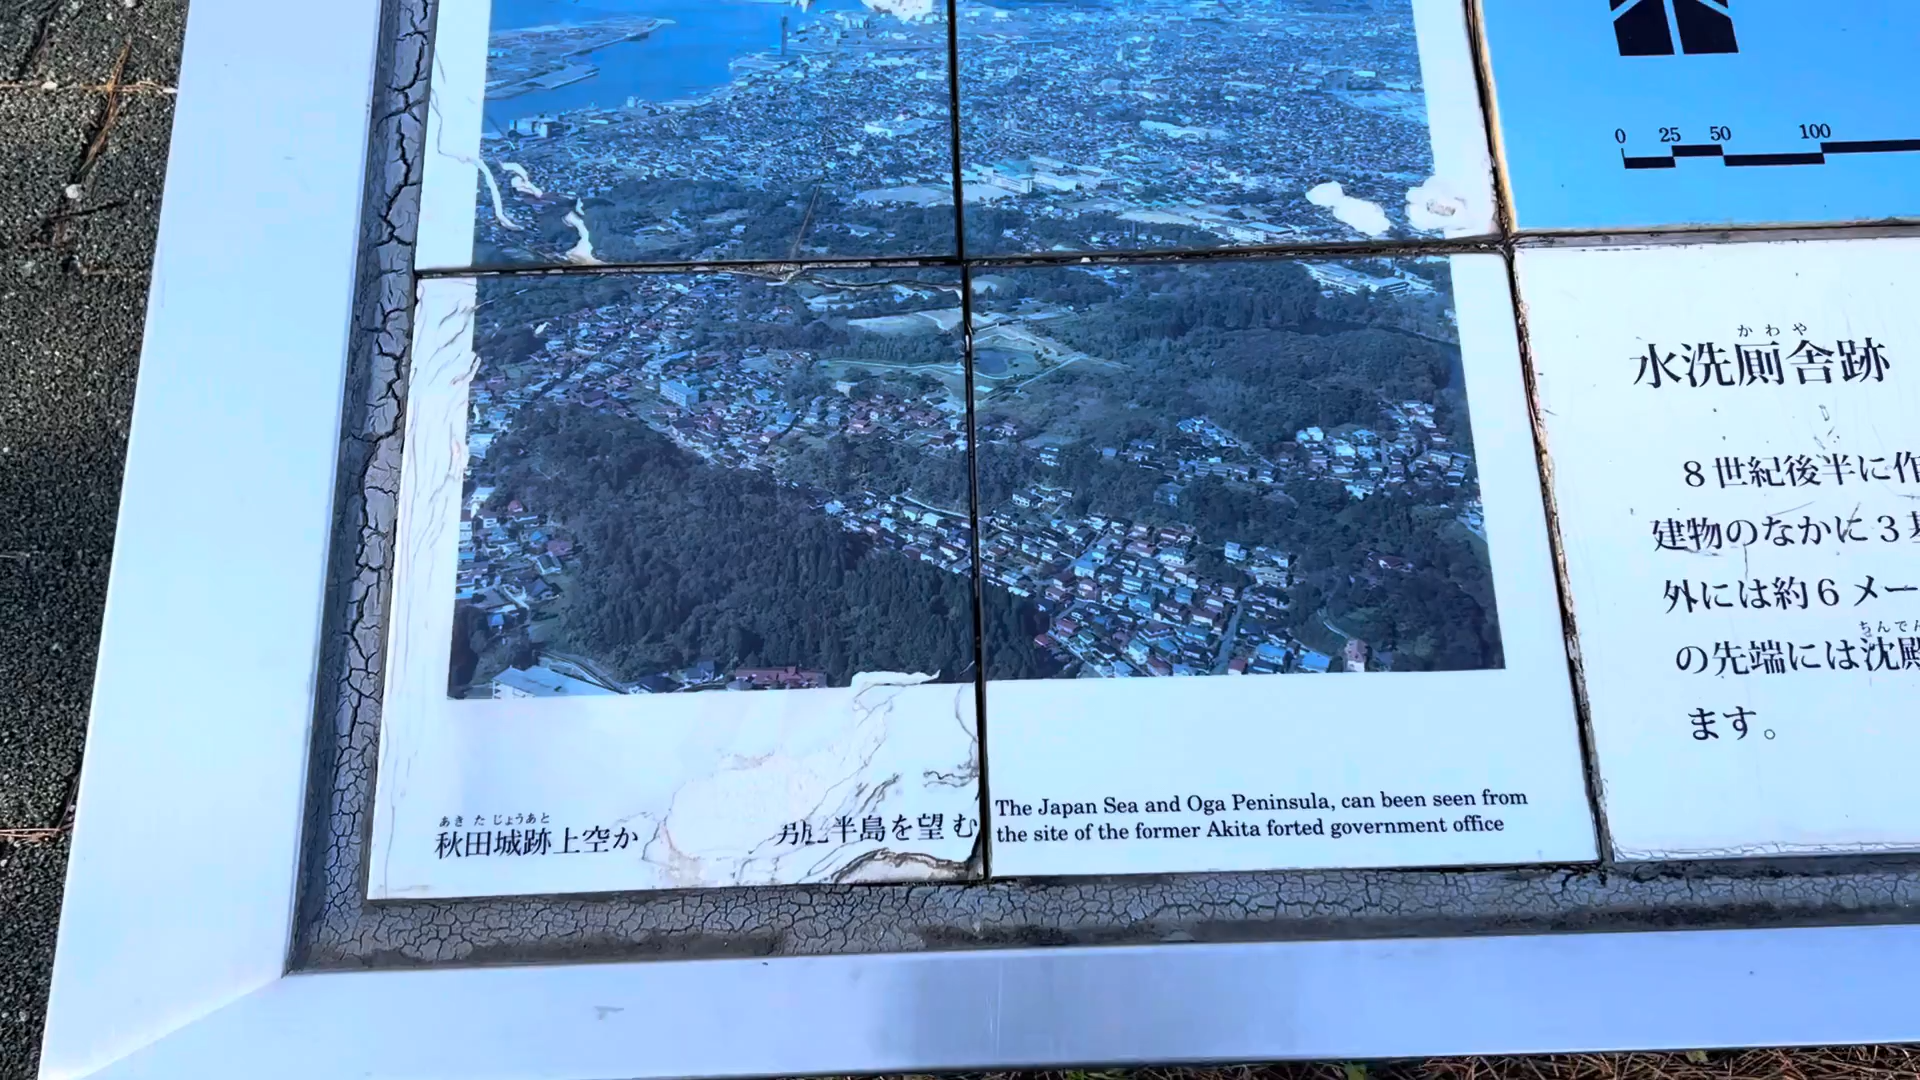 0 25 50 100
かわや
水洗厠舎跡
8世紀後半に作
建物のなかに3
外には約6メー
ちんでん
の先端には沈殿
ます。
あきたじょうあと
秋田城跡上空か
半島を望む
The Japan Sea and Oga Peninsula, can been seen from
the site of the former Akita forted government office